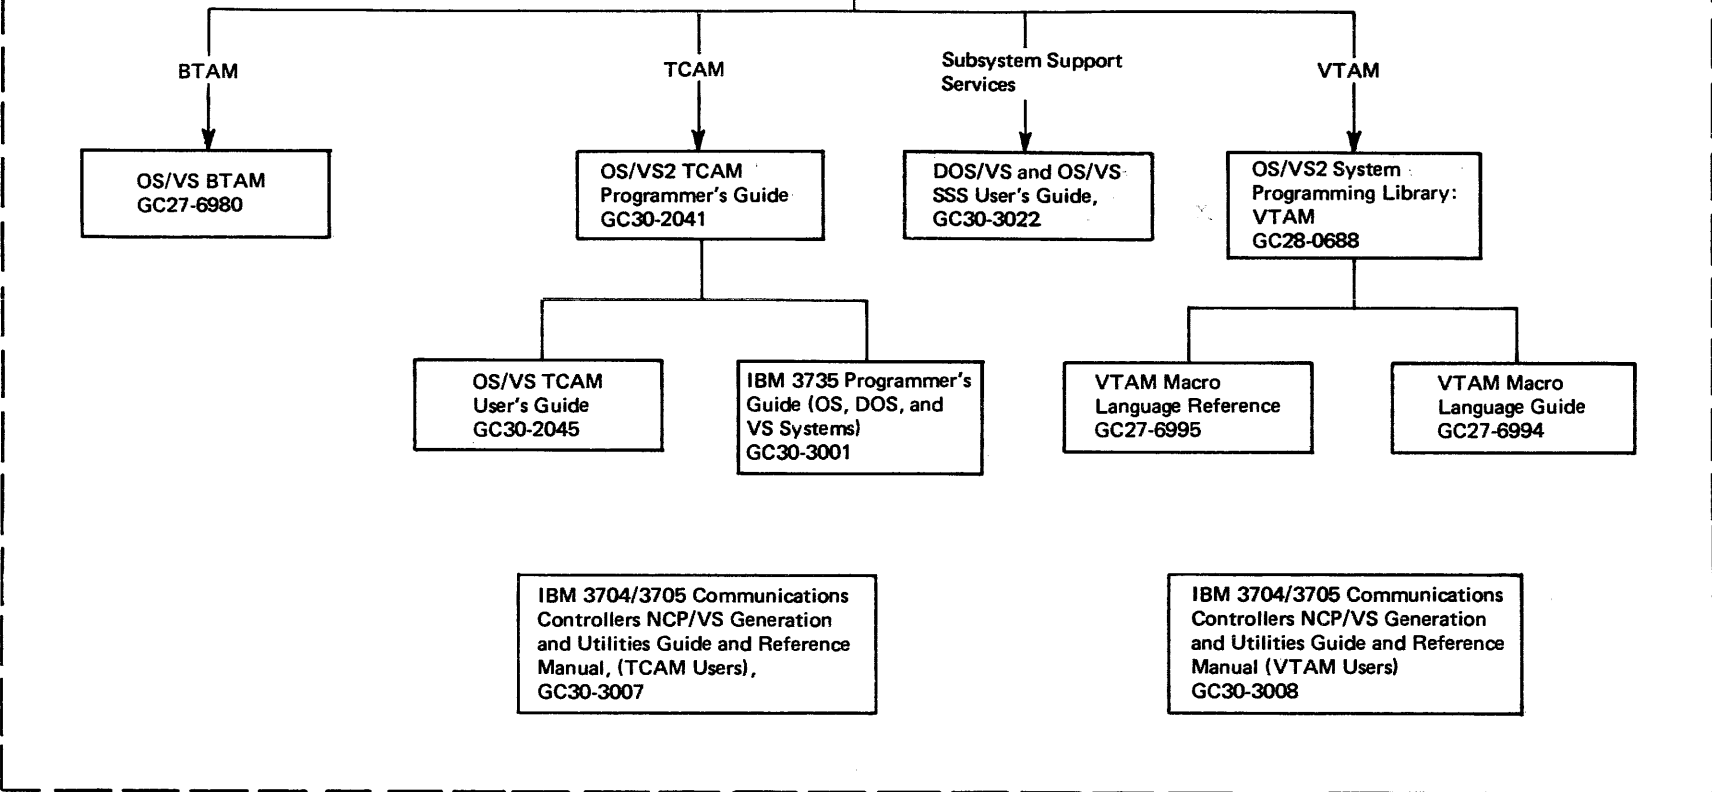 BTAM
TCAM
Subsystem Support
Services
VTAM
OS/VS BTAM
GC27-6980
OS/VS2 TCAM
Programmer's Guide
GC30-2041
DOS/VS and OS/VS
SSS User's Guide,
GC30-3022
OS/VS2 System
Programming Library:
VTAM
GC28-0688
OS/VS TCAM
User's Guide
GC30-2045
IBM 3735 Programmer's
Guide (OS, DOS, and
VS Systems)
GC30-3001
VTAM Macro
Language Reference
GC27-6995
VTAM Macro
Language Guide
GC27-6994
IBM 3704/3705 Communications
Controllers NCP/VS Generation
and Utilities Guide and Reference
Manual, (TCAM Users),
GC30-3007
IBM 3704/3705 Communications
Controllers NCP/VS Generation
and Utilities Guide and Reference
Manual (VTAM Users)
GC30-3008